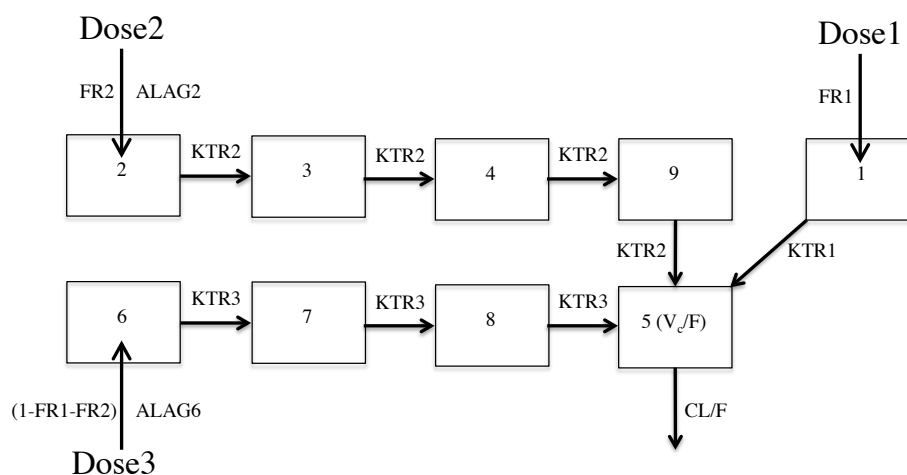 Dose2 Dose1
FR2 ALAG2 FR1
KTR2 KTR2 KTR2
2 3 4 9 1
KTR2 KTR1
KTR3 KTR3 KTR3
6 7 8 5 (Vc/F)
(1-FR1-FR2) ALAG6 CL/F
Dose3